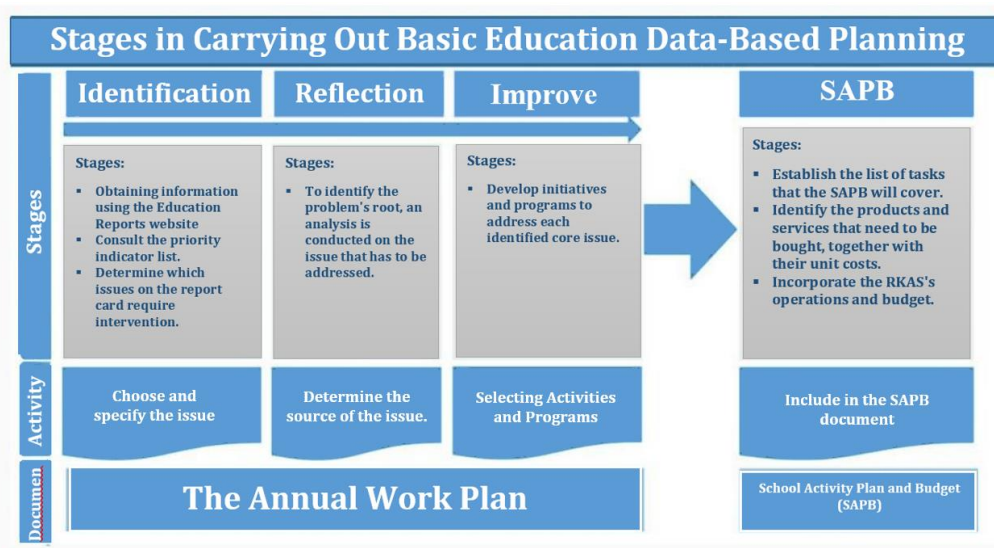 Stages in Carrying Out Basic Education Data-Based Planning
Stages
Identification
Reflection
Improve
SAPB
Stages:
▪ Obtaining information
using the Education
Reports website
▪ Consult the priority
indicator list.
▪ Determine which
issues on the report
card require
intervention.
Stages:
▪ To identify the
problem's root, an
analysis is
conducted on the
issue that has to be
addressed.
Stages:
▪ Develop initiatives
and programs to
address each
identified core issue.
Stages:
▪ Establish the list of tasks
that the SAPB will cover.
▪ Identify the products and
services that need to be
bought, together with
their unit costs.
▪ Incorporate the RKAS's
operations and budget.
Activity
Choose and
specify the issue
Determine the
source of the issue.
Selecting Activities
and Programs
Include in the SAPB
document
Documen
The Annual Work Plan
School Activity Plan and Budget
(SAPB)